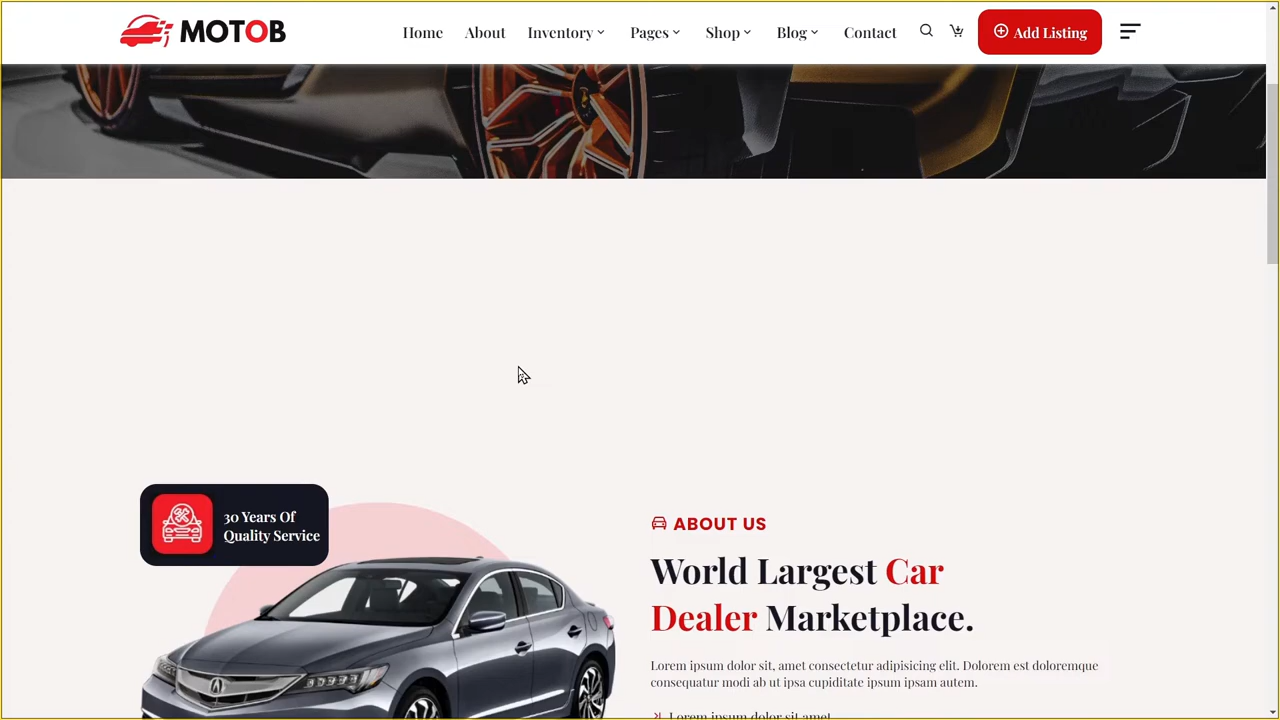 MOTOB
Home About Inventory Pages Shop Blog Contact Add Listing
30 Years Of
Quality Service
ABOUT US
World Largest Car
Dealer Marketplace.
Lorem ipsum dolor sit, amet consectetur adipisicing elit. Dolorem est doloremque
consequatur modi ab ut ipsa cupiditate ipsum ipsam autem.
Lorem ipsum dolor sit amet